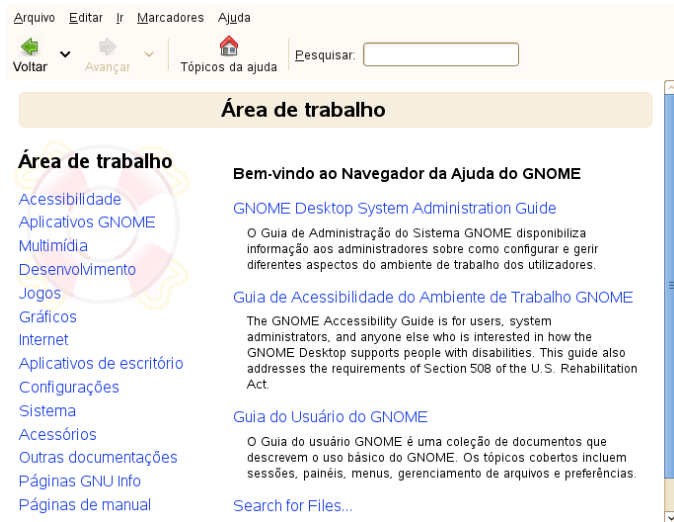 Arquivo Editar Ir Marcadores Ajuda
Voltar Avançar Tópicos da ajuda Pesquisar:
Área de trabalho
Área de trabalho
Acessibilidade
Aplicativos GNOME
Multimídia
Desenvolvimento
Jogos
Gráficos
Internet
Aplicativos de escritório
Configurações
Sistema
Acessórios
Outras documentações
Páginas GNU Info
Páginas de manual
Bem-vindo ao Navegador da Ajuda do GNOME
GNOME Desktop System Administration Guide
O Guia de Administração do Sistema GNOME disponibiliza
informação aos administradores sobre como configurar e gerir
diferentes aspectos do ambiente de trabalho dos utilizadores.
Guia de Acessibilidade do Ambiente de Trabalho GNOME
The GNOME Accessibility Guide is for users, system
administrators, and anyone else who is interested in how the
GNOME Desktop supports people with disabilities. This guide also
addresses the requirements of Section 508 of the U.S. Rehabilitation
Act.
Guia do Usuário do GNOME
O Guia do usuário GNOME é uma coleção de documentos que
descrevem o uso básico do GNOME. Os tópicos cobertos incluem
sessões, painéis, menus, gerenciamento de arquivos e preferências.
Search for Files...